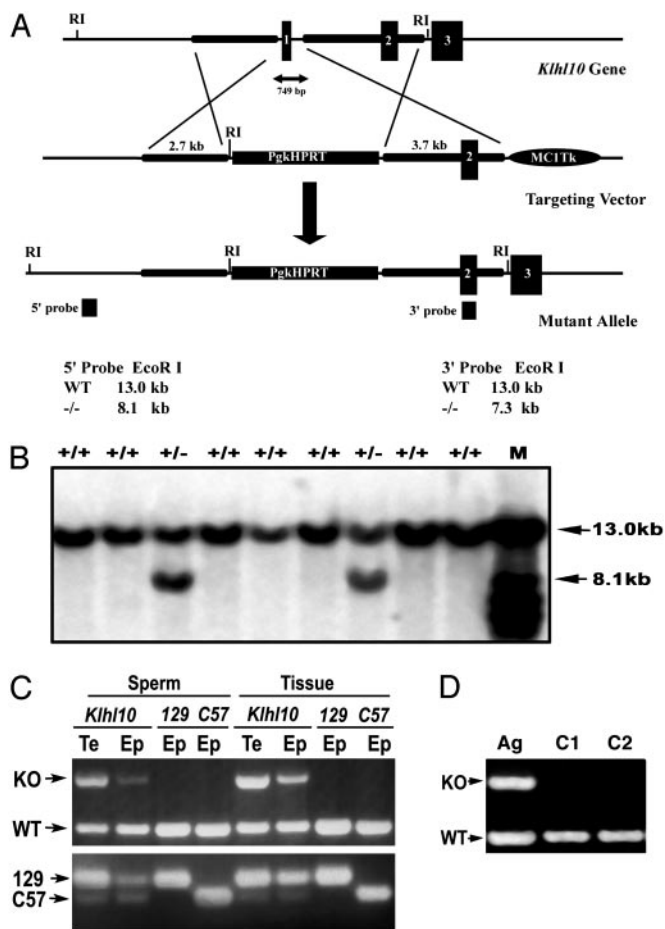 A
RI
RI
1
2
3
749 bp
Klhl10 Gene
2.7 kb
RI
PgkHPRT
3.7 kb
2
MC1Tk
Targeting Vector
RI
RI
RI
PgkHPRT
2
3
5' probe
3' probe
Mutant Allele
5' Probe EcoR I
WT 13.0 kb
-/- 8.1 kb
3' Probe EcoR I
WT 13.0 kb
-/- 7.3 kb
B
+/+ +/+ +/- +/+ +/+ +/+ +/- +/+ +/+ M
13.0kb
8.1kb
C
Sperm Tissue
Klhl10 129 C57 Klhl10 129 C57
Te Ep Ep Ep Te Ep Ep Ep
KO
WT
129
C57
D
Ag C1 C2
KO
WT